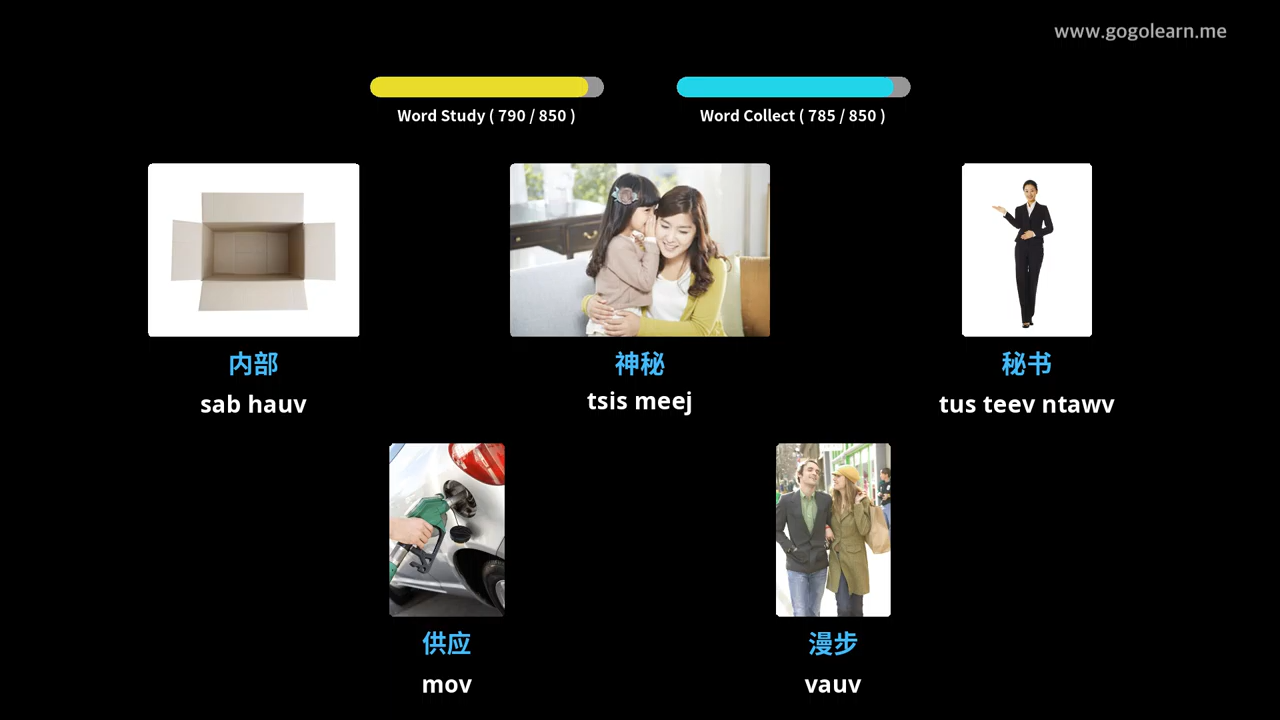 www.gogolearn.me
Word Study ( 790 / 850 )
Word Collect ( 785 / 850 )
内部
神秘
秘书
sab hauv
tsis meej
tus teev ntawv
供应
漫步
mov
vauv